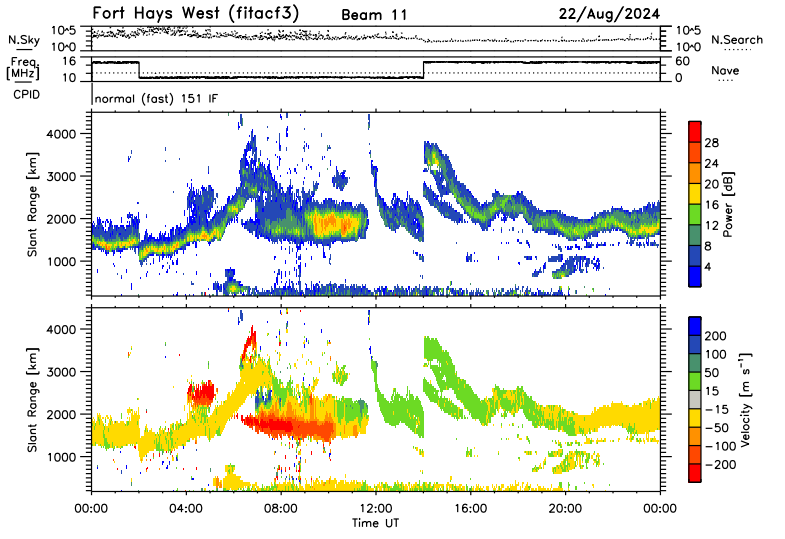 Fort Hays West (fitacf3) Beam 11 22/Aug/2024
N.Sky 10^5 10^0 10^5 10^0 N.Search
Freq. [MHz] 16 10 60 0 Nave
CPID normal (fast) 151 IF
Slant Range [km] 4000 3000 2000 1000
Power [dB] 28 24 20 16 12 8 4
Slant Range [km] 4000 3000 2000 1000
Velocity [m s⁻¹] 200 100 50 15 −15 −50 −100 −200
00:00 04:00 08:00 12:00 16:00 20:00 00:00
Time UT